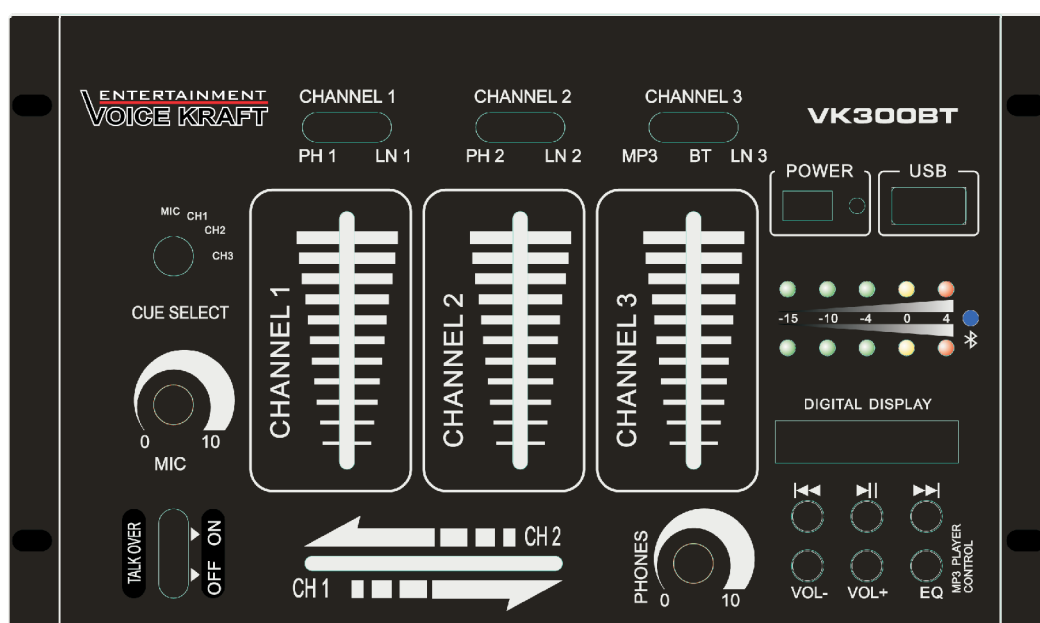 ENTERTAINMENT
VOICE KRAFT
CHANNEL 1
CHANNEL 2
CHANNEL 3
VK300BT
PH 1 LN 1
PH 2 LN 2
MP3 BT LN 3
POWER
USB
MIC
CH1
CH2
CH3
CUE SELECT
CHANNEL 1
CHANNEL 2
CHANNEL 3
-15 -10 -4 0 4
DIGITAL DISPLAY
0 10
MIC
TALK OVER
OFF ON
CH 2
CH 1
PHONES
0 10
VOL- VOL+ EQ
MP3 PLAYER
CONTROL